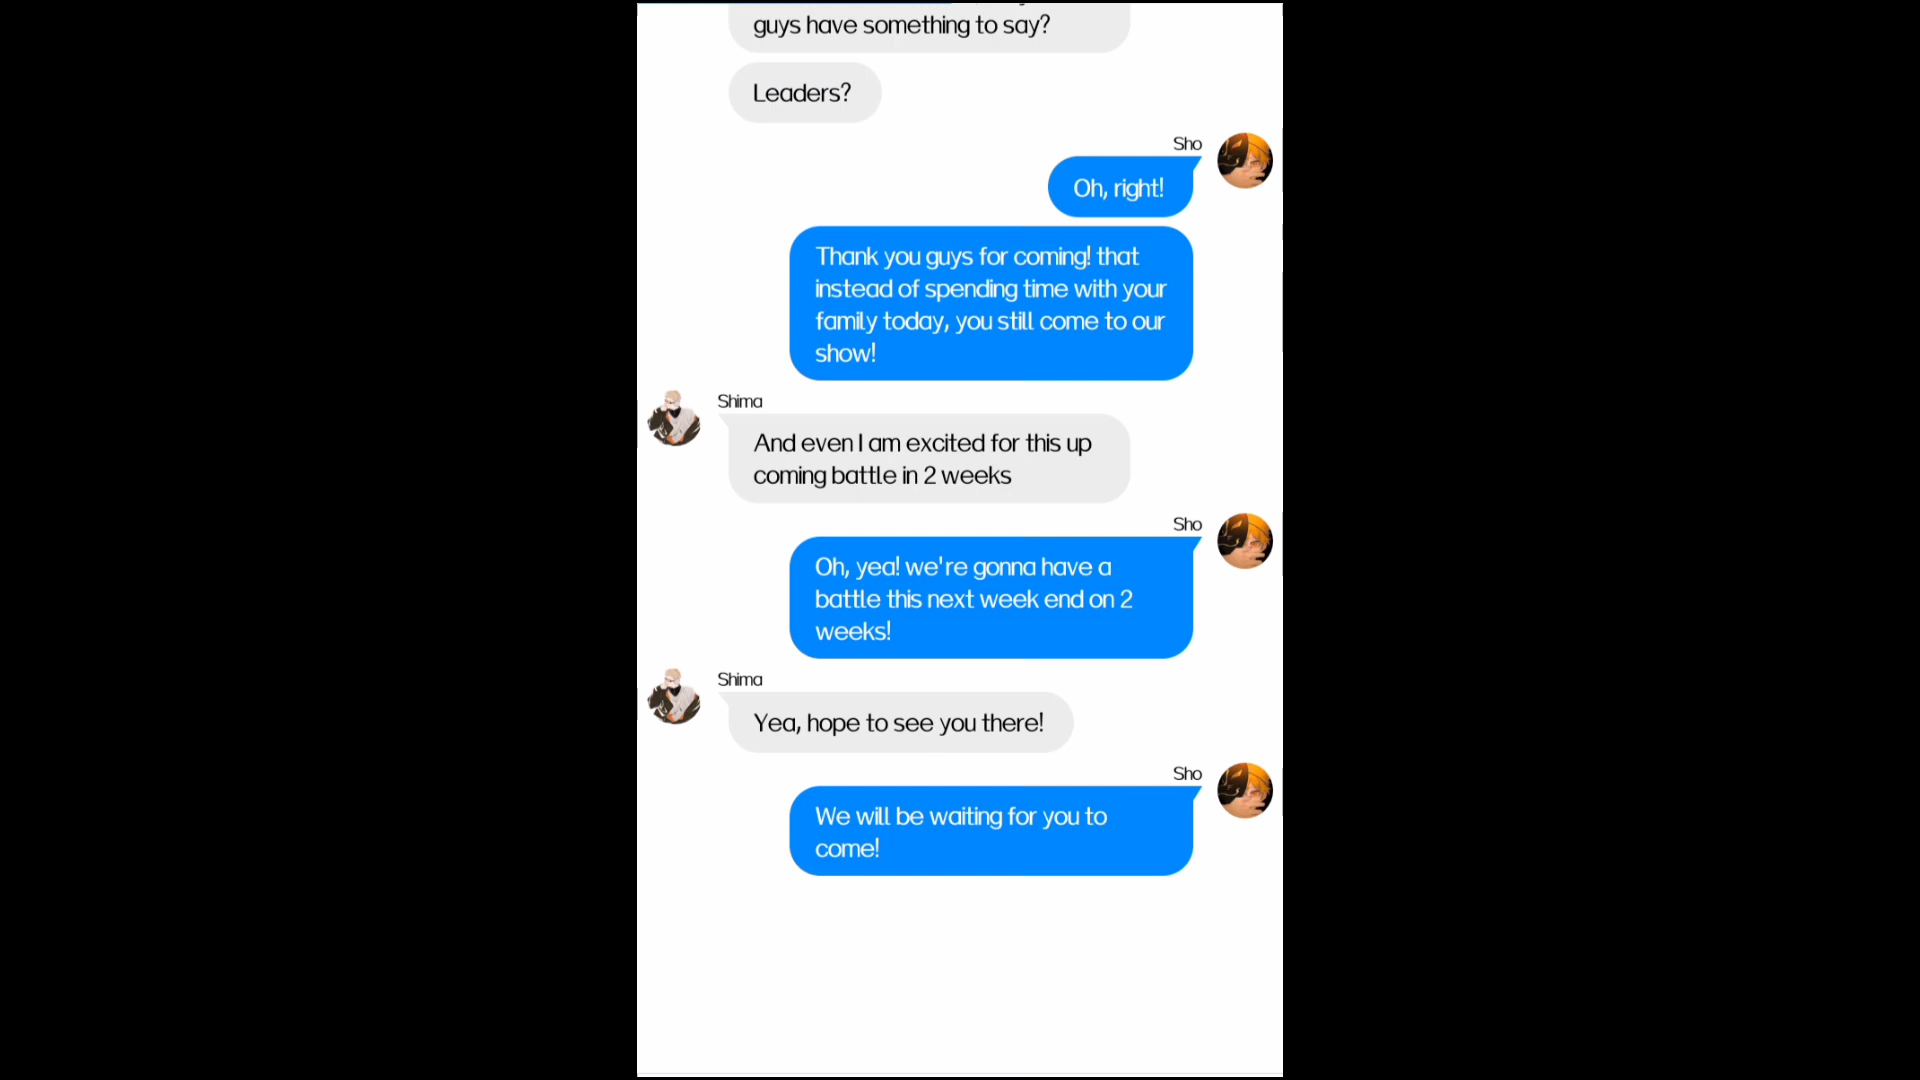 guys have something to say?
Leaders?
Sho
Oh, right!
Thank you guys for coming! that
instead of spending time with your
family today, you still come to our
show!
Shima
And even I am excited for this up
coming battle in 2 weeks
Sho
Oh, yea! we're gonna have a
battle this next week end on 2
weeks!
Shima
Yea, hope to see you there!
Sho
We will be waiting for you to
come!